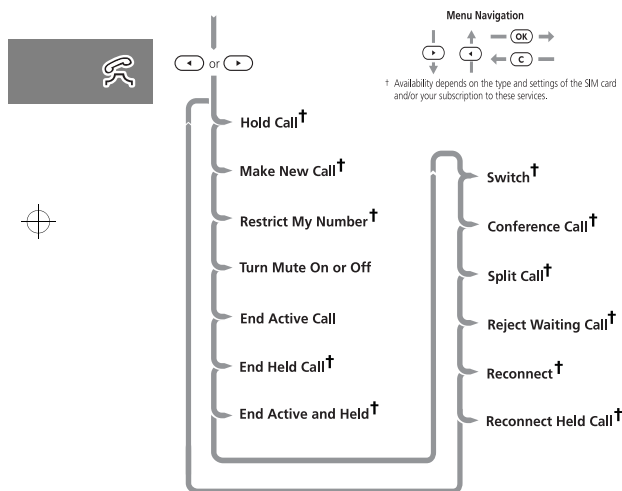 Menu Navigation
OK
C
or
† Availability depends on the type and settings of the SIM card
and/or your subscription to these services.
Hold Call†
Make New Call†
Restrict My Number†
Turn Mute On or Off
End Active Call
End Held Call†
End Active and Held†
Switch†
Conference Call†
Split Call†
Reject Waiting Call†
Reconnect†
Reconnect Held Call†